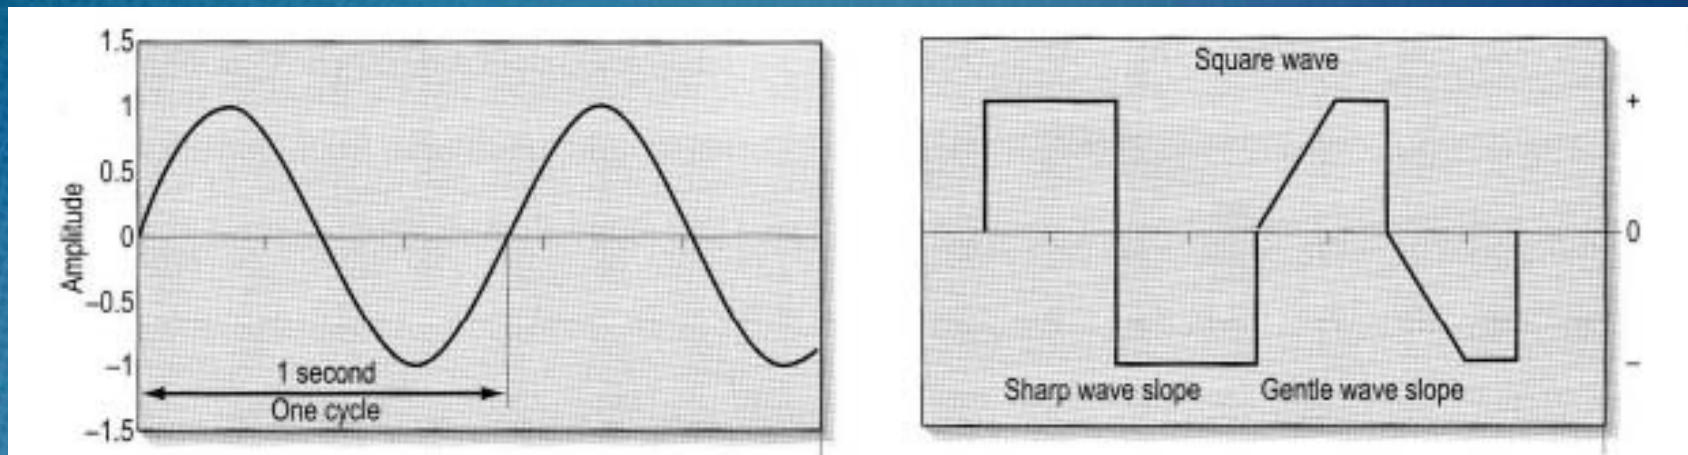 1.5
1
0.5
0
–0.5
–1
–1.5
Amplitude
1 second
One cycle
Square wave
+
0
–
Sharp wave slope Gentle wave slope